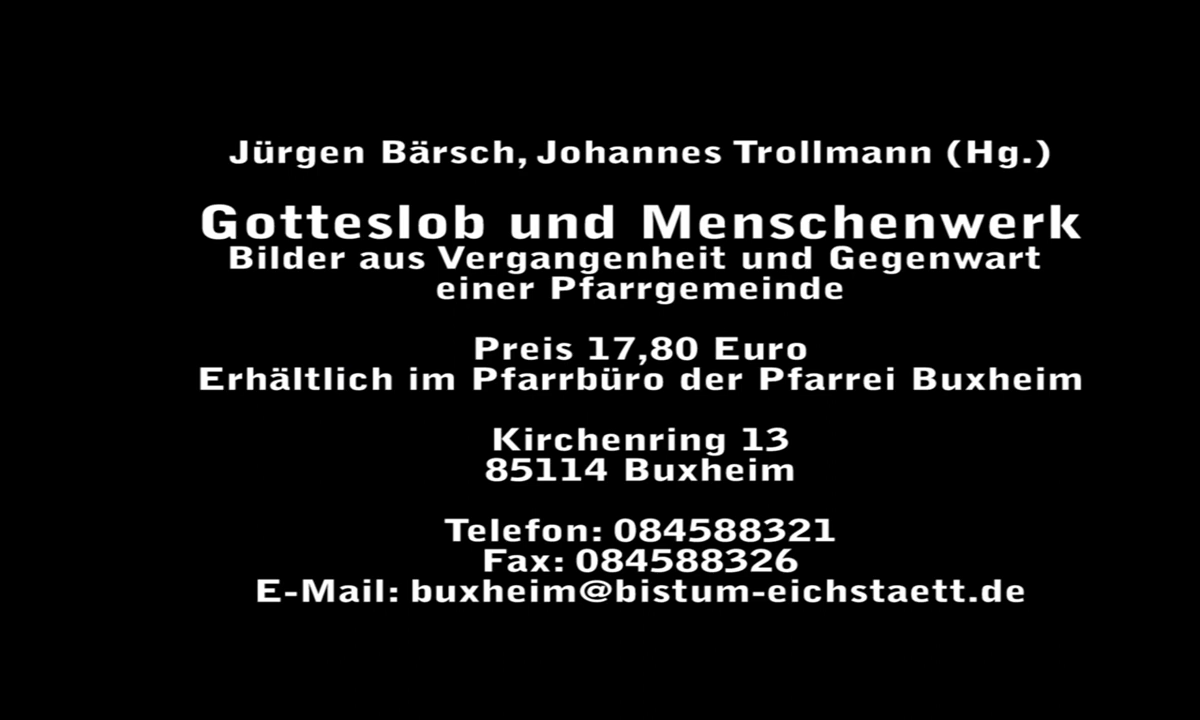 Jürgen Bärsch, Johannes Trollmann (Hg.)
Gotteslob und Menschenwerk
Bilder aus Vergangenheit und Gegenwart
einer Pfarrgemeinde
Preis 17,80 Euro
Erhältlich im Pfarrbüro der Pfarrei Buxheim
Kirchenring 13
85114 Buxheim
Telefon: 084588321
Fax: 084588326
E-Mail: buxheim@bistum-eichstaett.de